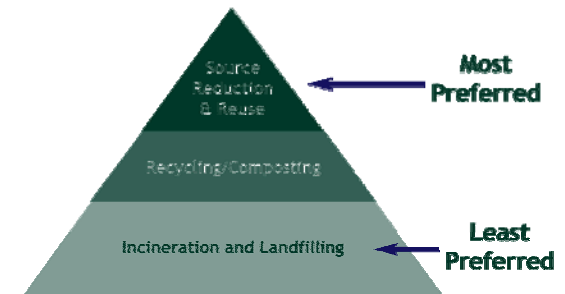 Source
Reduction
& Reuse
Most
Preferred
Recycling/Composting
Incineration and Landfilling
Least
Preferred